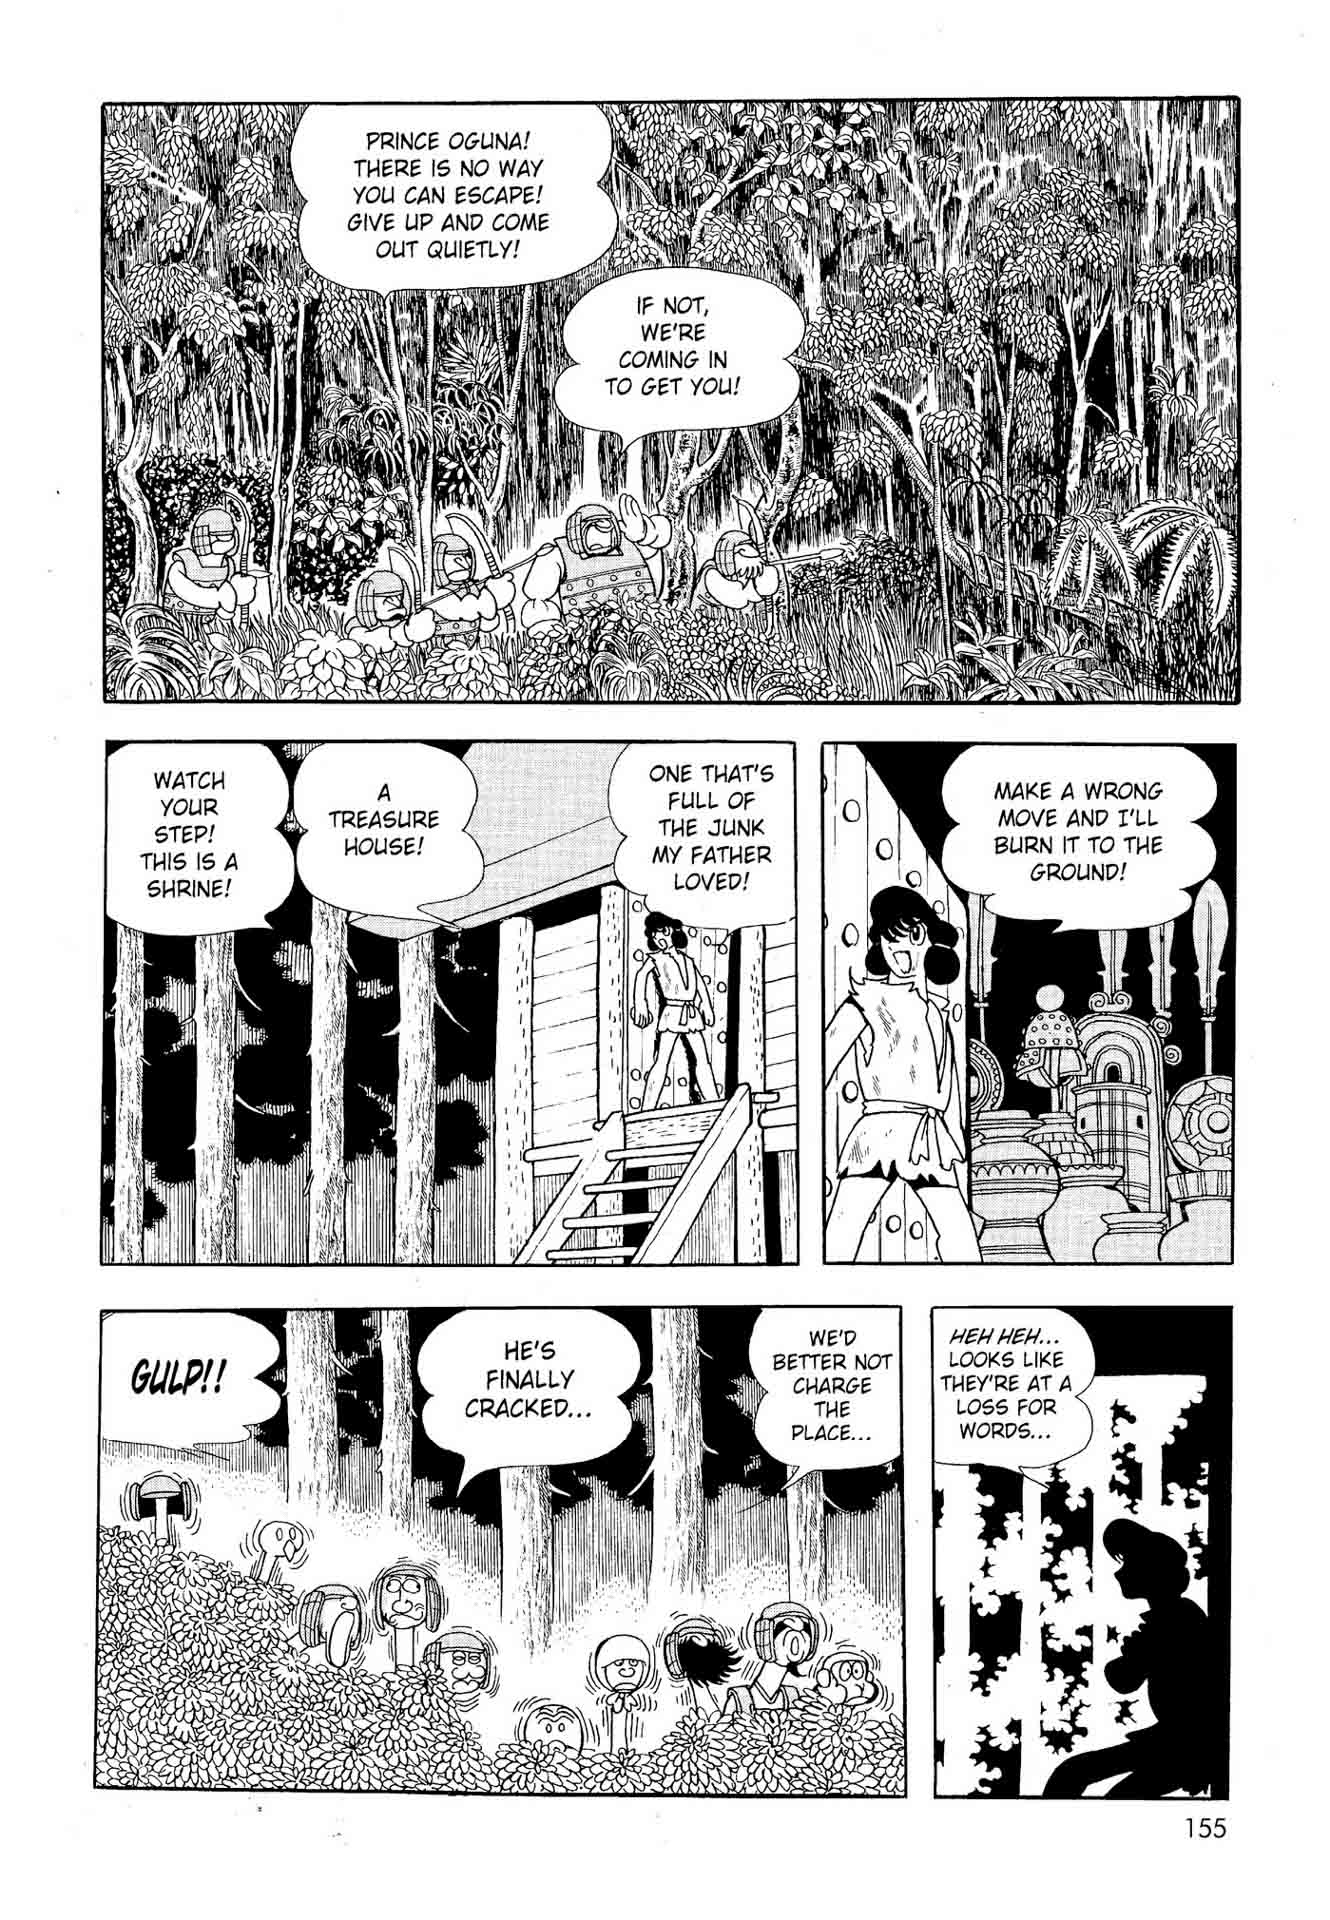 PRINCE OGUNA!
THERE IS NO WAY
YOU CAN ESCAPE!
GIVE UP AND COME
OUT QUIETLY!
IF NOT,
WE'RE
COMING IN
TO GET YOU!
WATCH
YOUR
STEP!
THIS IS A
SHRINE!
A
TREASURE
HOUSE!
ONE THAT'S
FULL OF
THE JUNK
MY FATHER
LOVED!
MAKE A WRONG
MOVE AND I'LL
BURN IT TO THE
GROUND!
GULP!!
HE'S
FINALLY
CRACKED...
WE'D
BETTER NOT
CHARGE
THE
PLACE...
HEH HEH...
LOOKS LIKE
THEY'RE AT A
LOSS FOR
WORDS...
155